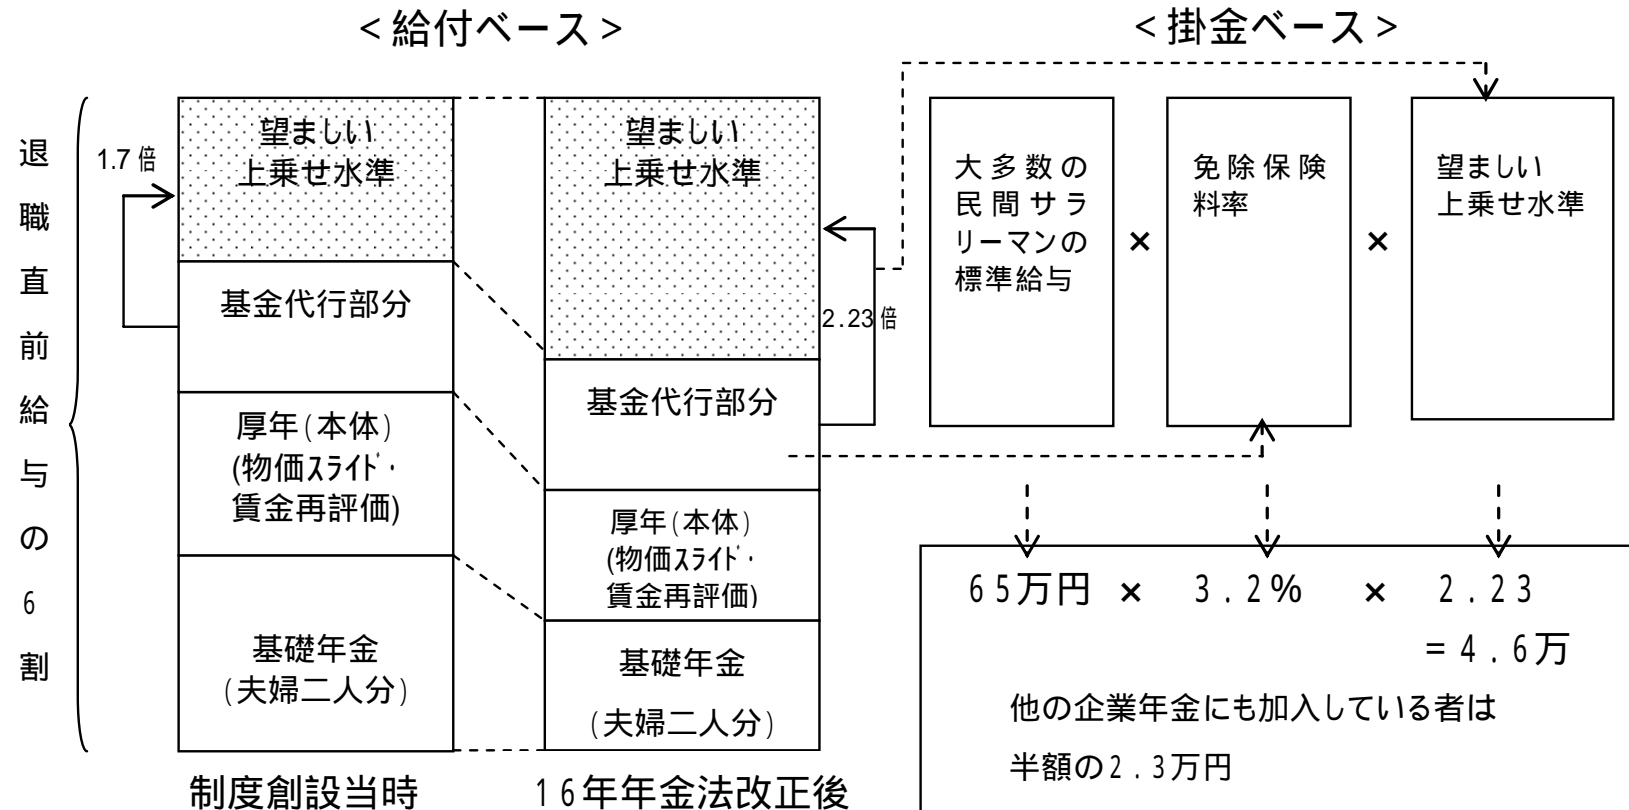 <給付ベース>
<掛金ベース>
退職直前給与の6割
1.7倍
望ましい
上乗せ水準
基金代行部分
厚年(本体)
(物価スライド・
賃金再評価)
基礎年金
(夫婦二人分)
制度創設当時
望ましい
上乗せ水準
2.23倍
基金代行部分
厚年(本体)
(物価スライド・
賃金再評価)
基礎年金
(夫婦二人分)
16年年金法改正後
大多数の
民間サラ
リーマンの
標準給与
×
免除保険
料率
×
望ましい
上乗せ水準
65万円 × 3.2% × 2.23
=4.6万
他の企業年金にも加入している者は
半額の2.3万円